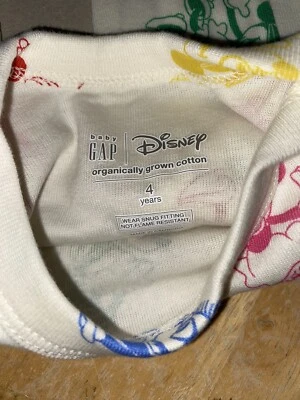 baby
GAP
Disney
organically grown cotton
4
years
WEAR SNUG FITTING
NOT FLAME RESISTANT